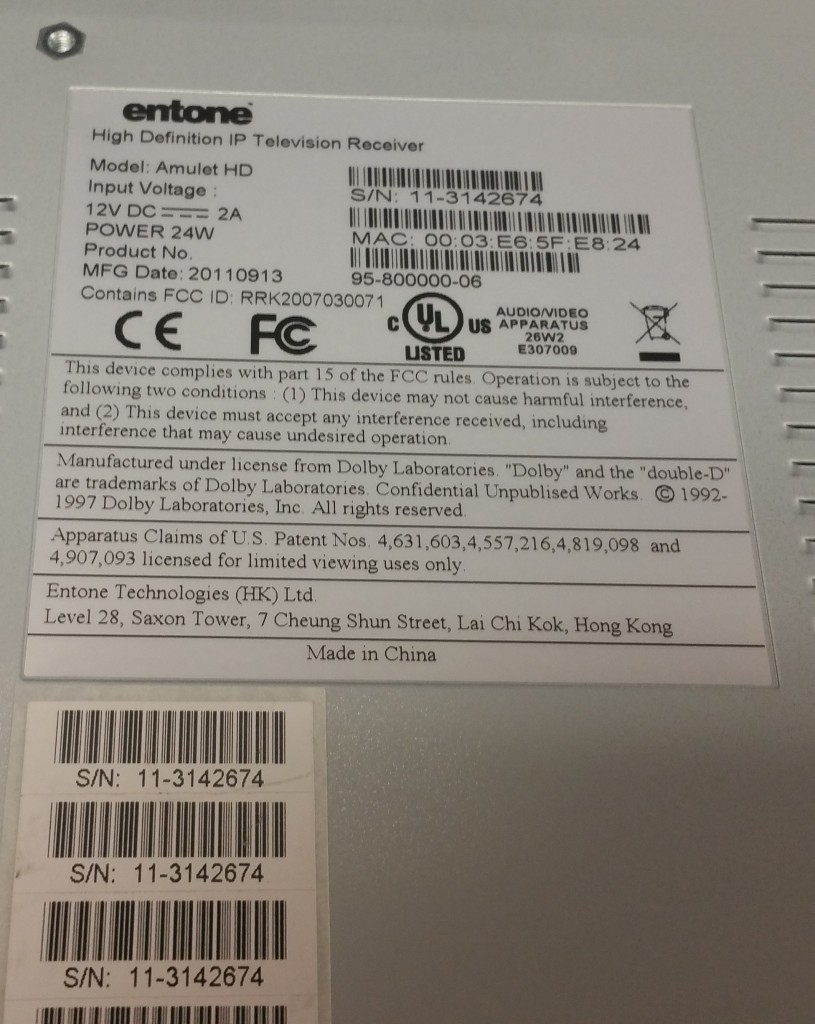 entone
High Definition IP Television Receiver
Model: Amulet HD
Input Voltage :
12V DC 2A
POWER 24W
Product No.
MFG Date: 20110913
Contains FCC ID: RRK2007030071
S/N: 11-3142674
MAC: 00:03:E6:5F:E8:24
95-800000-06
CE FC
C UL US
LISTED
AUDIO/VIDEO
APPARATUS
26W2
E307009
This device complies with part 15 of the FCC rules. Operation is subject to the
following two conditions : (1) This device may not cause harmful interference,
and (2) This device must accept any interference received, including
interference that may cause undesired operation.
Manufactured under license from Dolby Laboratories. "Dolby" and the "double-D"
are trademarks of Dolby Laboratories. Confidential Unpublised Works. © 1992-
1997 Dolby Laboratories, Inc. All rights reserved.
Apparatus Claims of U.S. Patent Nos. 4,631,603,4,557,216,4,819,098 and
4,907,093 licensed for limited viewing uses only.
Entone Technologies (HK) Ltd.
Level 28, Saxon Tower, 7 Cheung Shun Street, Lai Chi Kok, Hong Kong
Made in China
S/N: 11-3142674
S/N: 11-3142674
S/N: 11-3142674